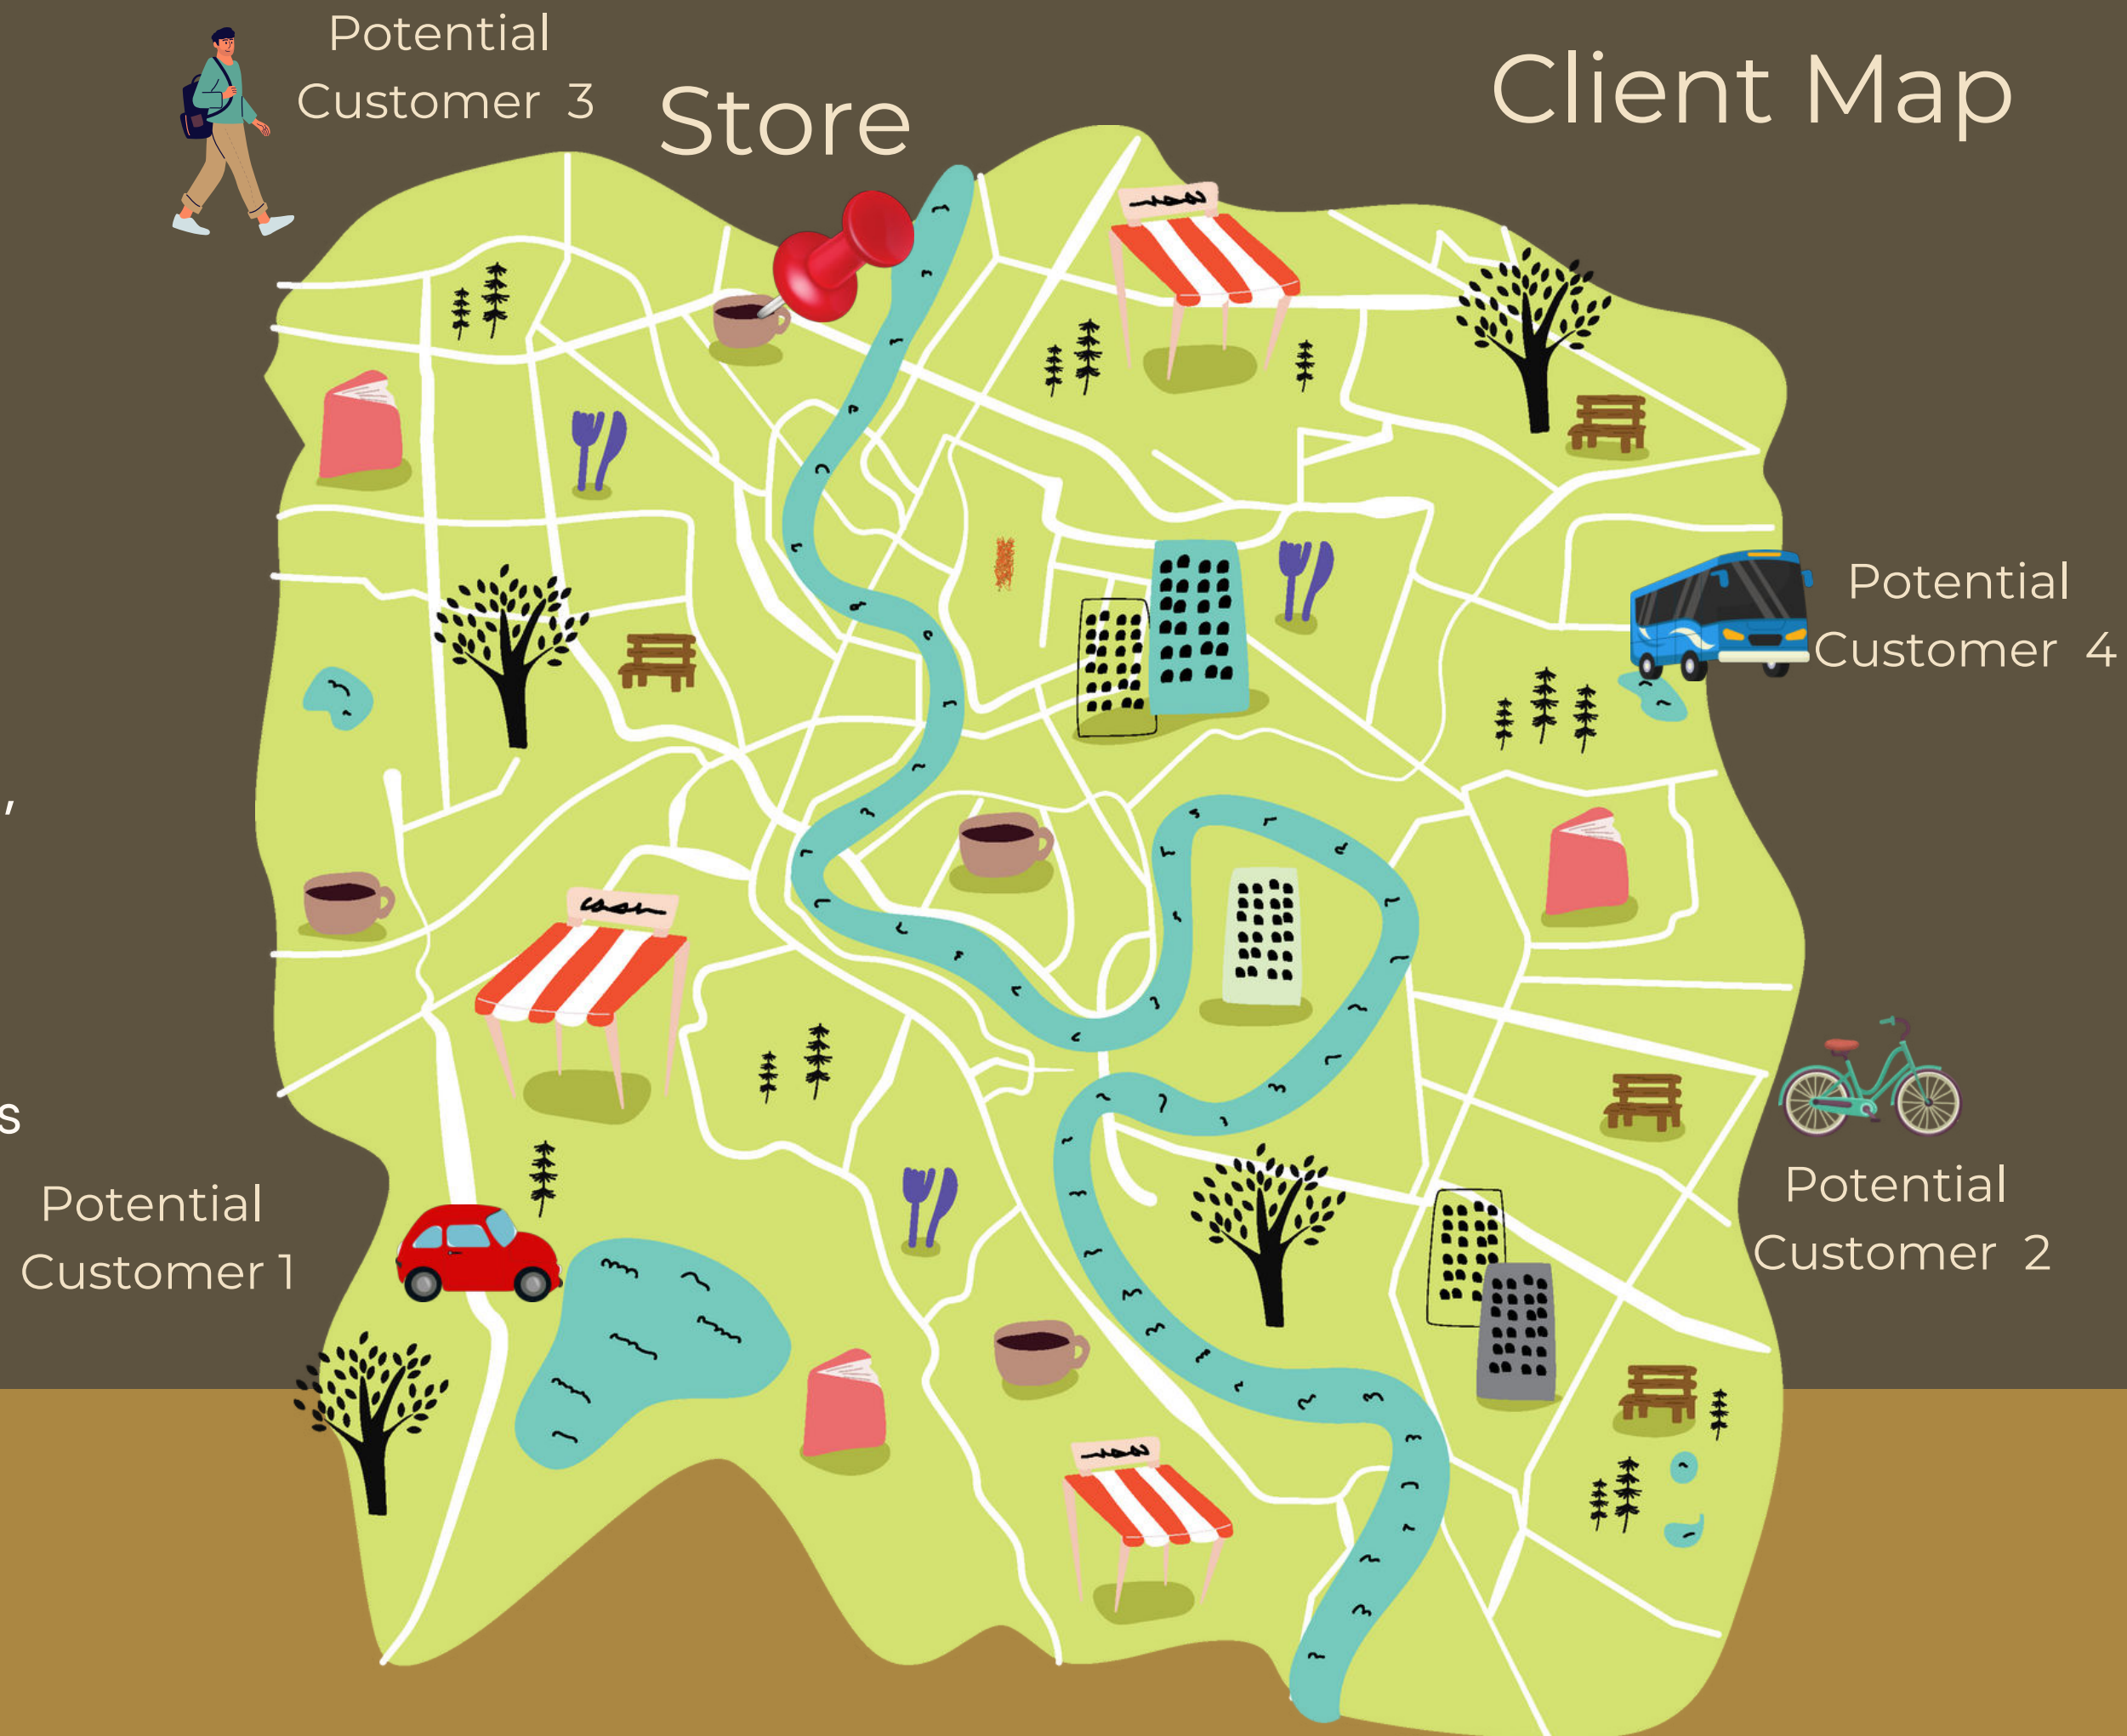 Potential
Customer 3
Store
Client Map
Potential
Customer 4
,
s
Potential
Customer 1
Potential
Customer 2